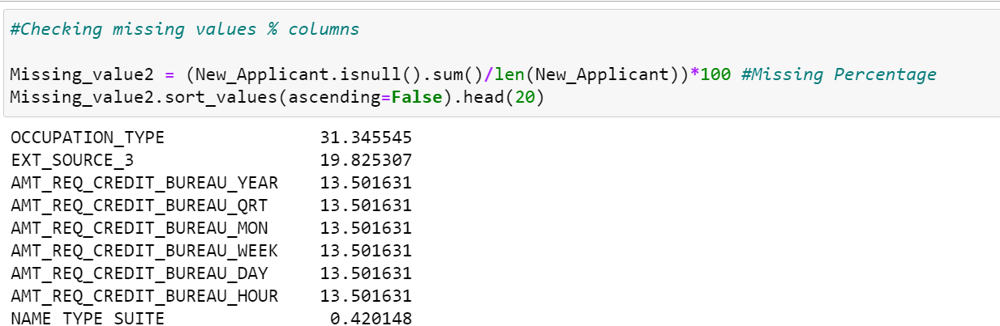 #Checking missing values % columns
Missing_value2 = (New_Applicant.isnull().sum()/len(New_Applicant))*100 #Missing Percentage
Missing_value2.sort_values(ascending=False).head(20)
OCCUPATION_TYPE 31.345545
EXT_SOURCE_3 19.825307
AMT_REQ_CREDIT_BUREAU_YEAR 13.501631
AMT_REQ_CREDIT_BUREAU_QRT 13.501631
AMT_REQ_CREDIT_BUREAU_MON 13.501631
AMT_REQ_CREDIT_BUREAU_WEEK 13.501631
AMT_REQ_CREDIT_BUREAU_DAY 13.501631
AMT_REQ_CREDIT_BUREAU_HOUR 13.501631
NAME_TYPE_SUITE 0.420148